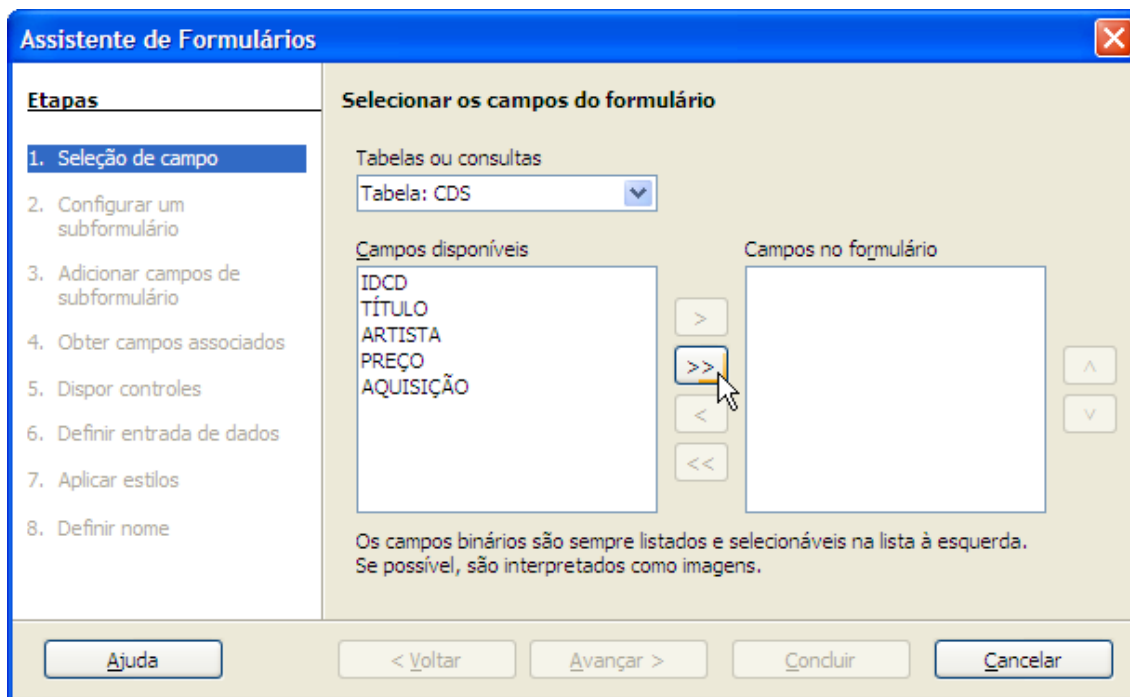 Assistente de Formulários
Etapas
1. Seleção de campo
2. Configurar um
subformulário
3. Adicionar campos de
subformulário
4. Obter campos associados
5. Dispor controles
6. Definir entrada de dados
7. Aplicar estilos
8. Definir nome
Selecionar os campos do formulário
Tabelas ou consultas
Tabela: CDS
Campos disponíveis
IDCD
TÍTULO
ARTISTA
PREÇO
AQUISIÇÃO
>
>>
<
<<
Campos no formulário
Os campos binários são sempre listados e selecionáveis na lista à esquerda.
Se possível, são interpretados como imagens.
Ajuda
< Voltar
Avançar >
Concluir
Cancelar